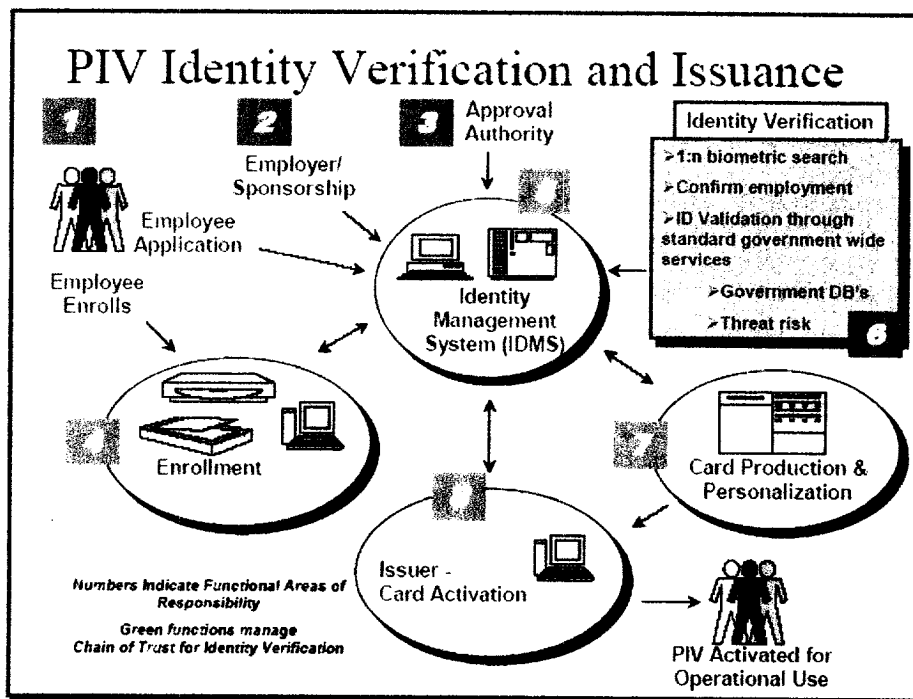 PIV Identity Verification and Issuance
1
2
3
Approval
Authority
Employer/
Sponsorship
Employee
Application
Employee
Enrolls
Identity Verification
➢1:n biometric search
➢Confirm employment
➢ID Validation through
standard government wide
services
➢Government DB's
➢Threat risk
6
Identity
Management
System (IDMS)
4
Enrollment
7
Card Production &
Personalization
Issuer -
Card Activation
Numbers Indicate Functional Areas of
Responsibility
Green functions manage
Chain of Trust for Identity Verification
PIV Activated for
Operational Use